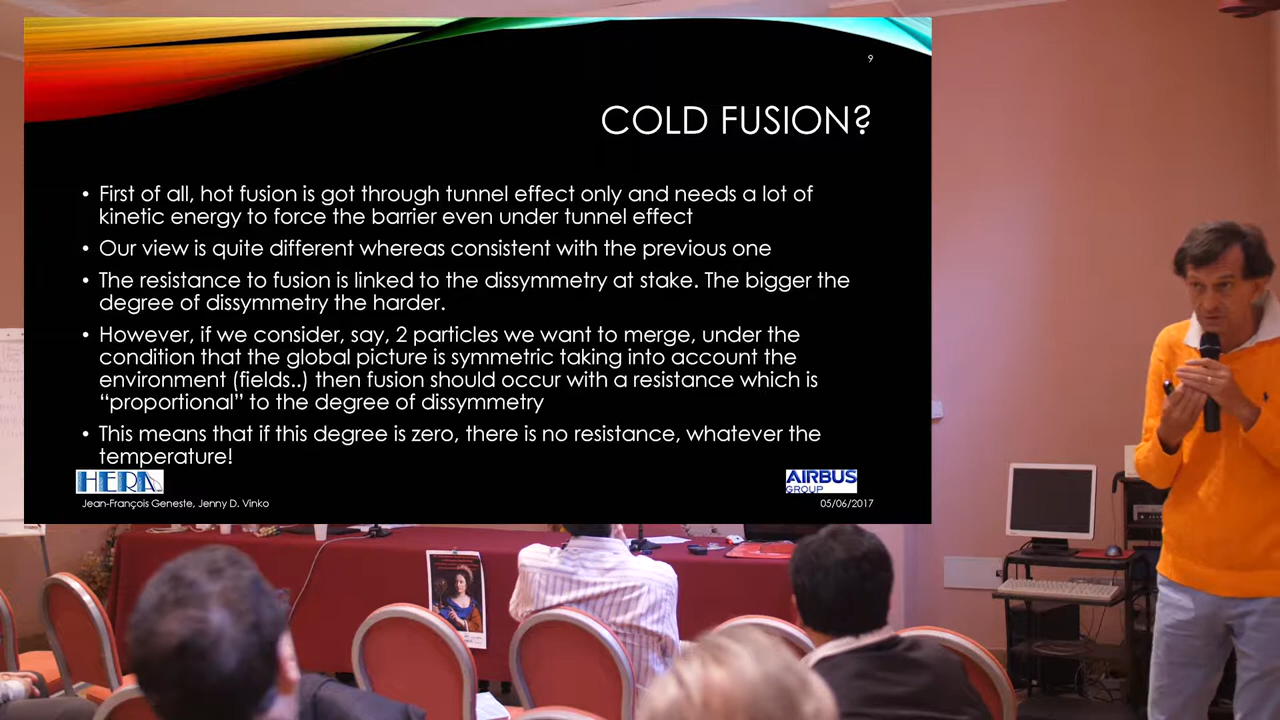 9
COLD FUSION?
• First of all, hot fusion is got through tunnel effect only and needs a lot of
kinetic energy to force the barrier even under tunnel effect
• Our view is quite different whereas consistent with the previous one
• The resistance to fusion is linked to the dissymmetry at stake. The bigger the
degree of dissymmetry the harder.
• However, if we consider, say, 2 particles we want to merge, under the
condition that the global picture is symmetric taking into account the
environment (fields..) then fusion should occur with a resistance which is
“proportional” to the degree of dissymmetry
• This means that if this degree is zero, there is no resistance, whatever the
temperature!
HERA
AIRBUS
GROUP
Jean-François Geneste, Jenny D. Vinko
05/06/2017